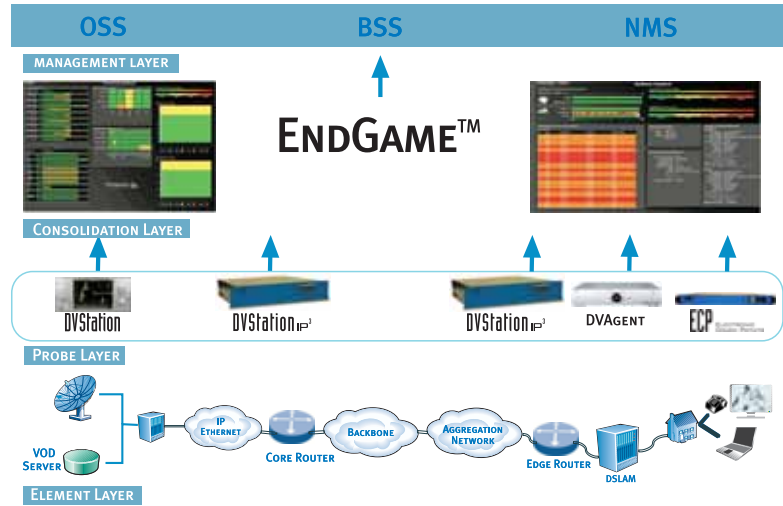 OSS BSS NMS
MANAGEMENT LAYER
ENDGAME™
CONSOLIDATION LAYER
DVStation DVStation IP³ DVStation IP³ DVAGENT ECP
PROBE LAYER
IP
ETHERNET
BACKBONE
AGGREGATION
NETWORK
CORE ROUTER
EDGE ROUTER
VOD
SERVER
DSLAM
ELEMENT LAYER